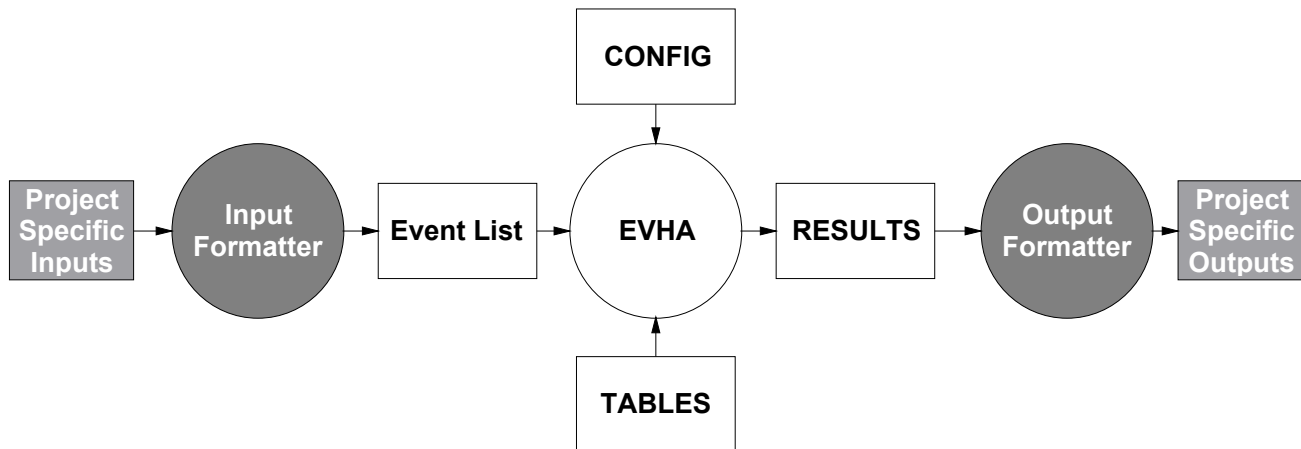 CONFIG
Project
Specific
Inputs
Input
Formatter
Event List
EVHA
RESULTS
Output
Formatter
Project
Specific
Outputs
TABLES